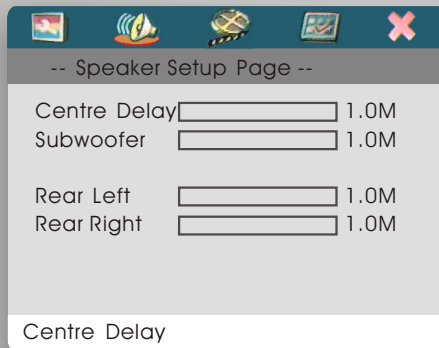 -- Speaker Setup Page --
Centre Delay 1.0M
Subwoofer 1.0M
Rear Left 1.0M
Rear Right 1.0M
Centre Delay